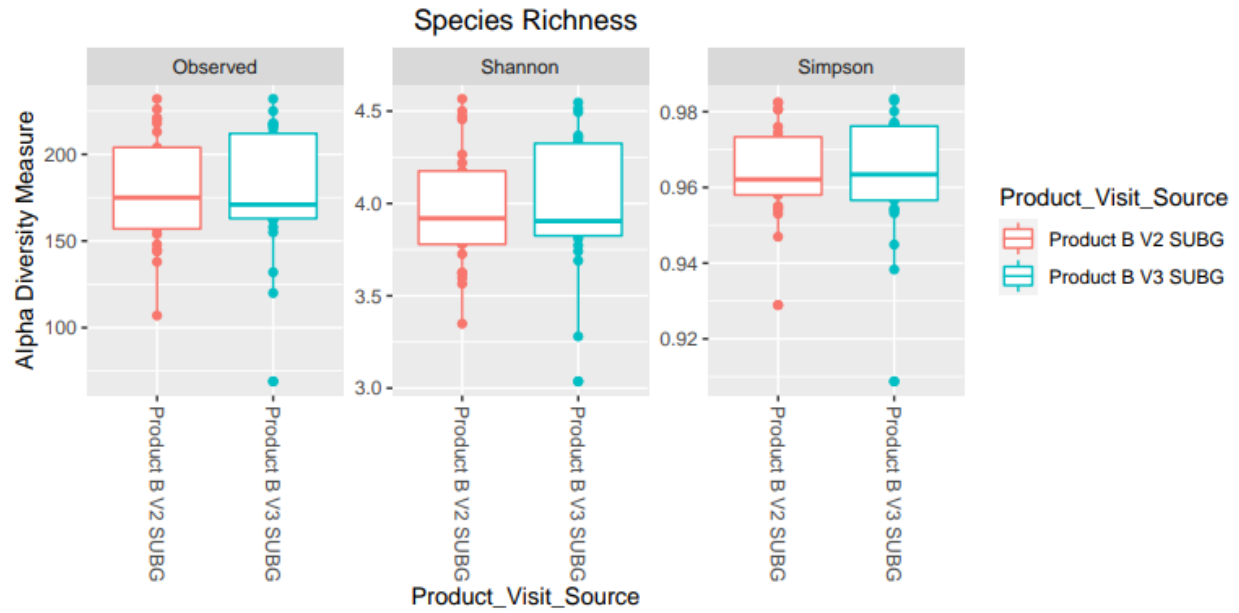 Species Richness
Observed
Shannon
Simpson
Alpha Diversity Measure
200
150
100
4.5
4.0
3.5
3.0
0.98
0.96
0.94
0.92
Product B V2 SUBG
Product B V3 SUBG
Product B V2 SUBG
Product B V3 SUBG
Product B V2 SUBG
Product B V3 SUBG
Product_Visit_Source
Product_Visit_Source
Product B V2 SUBG
Product B V3 SUBG